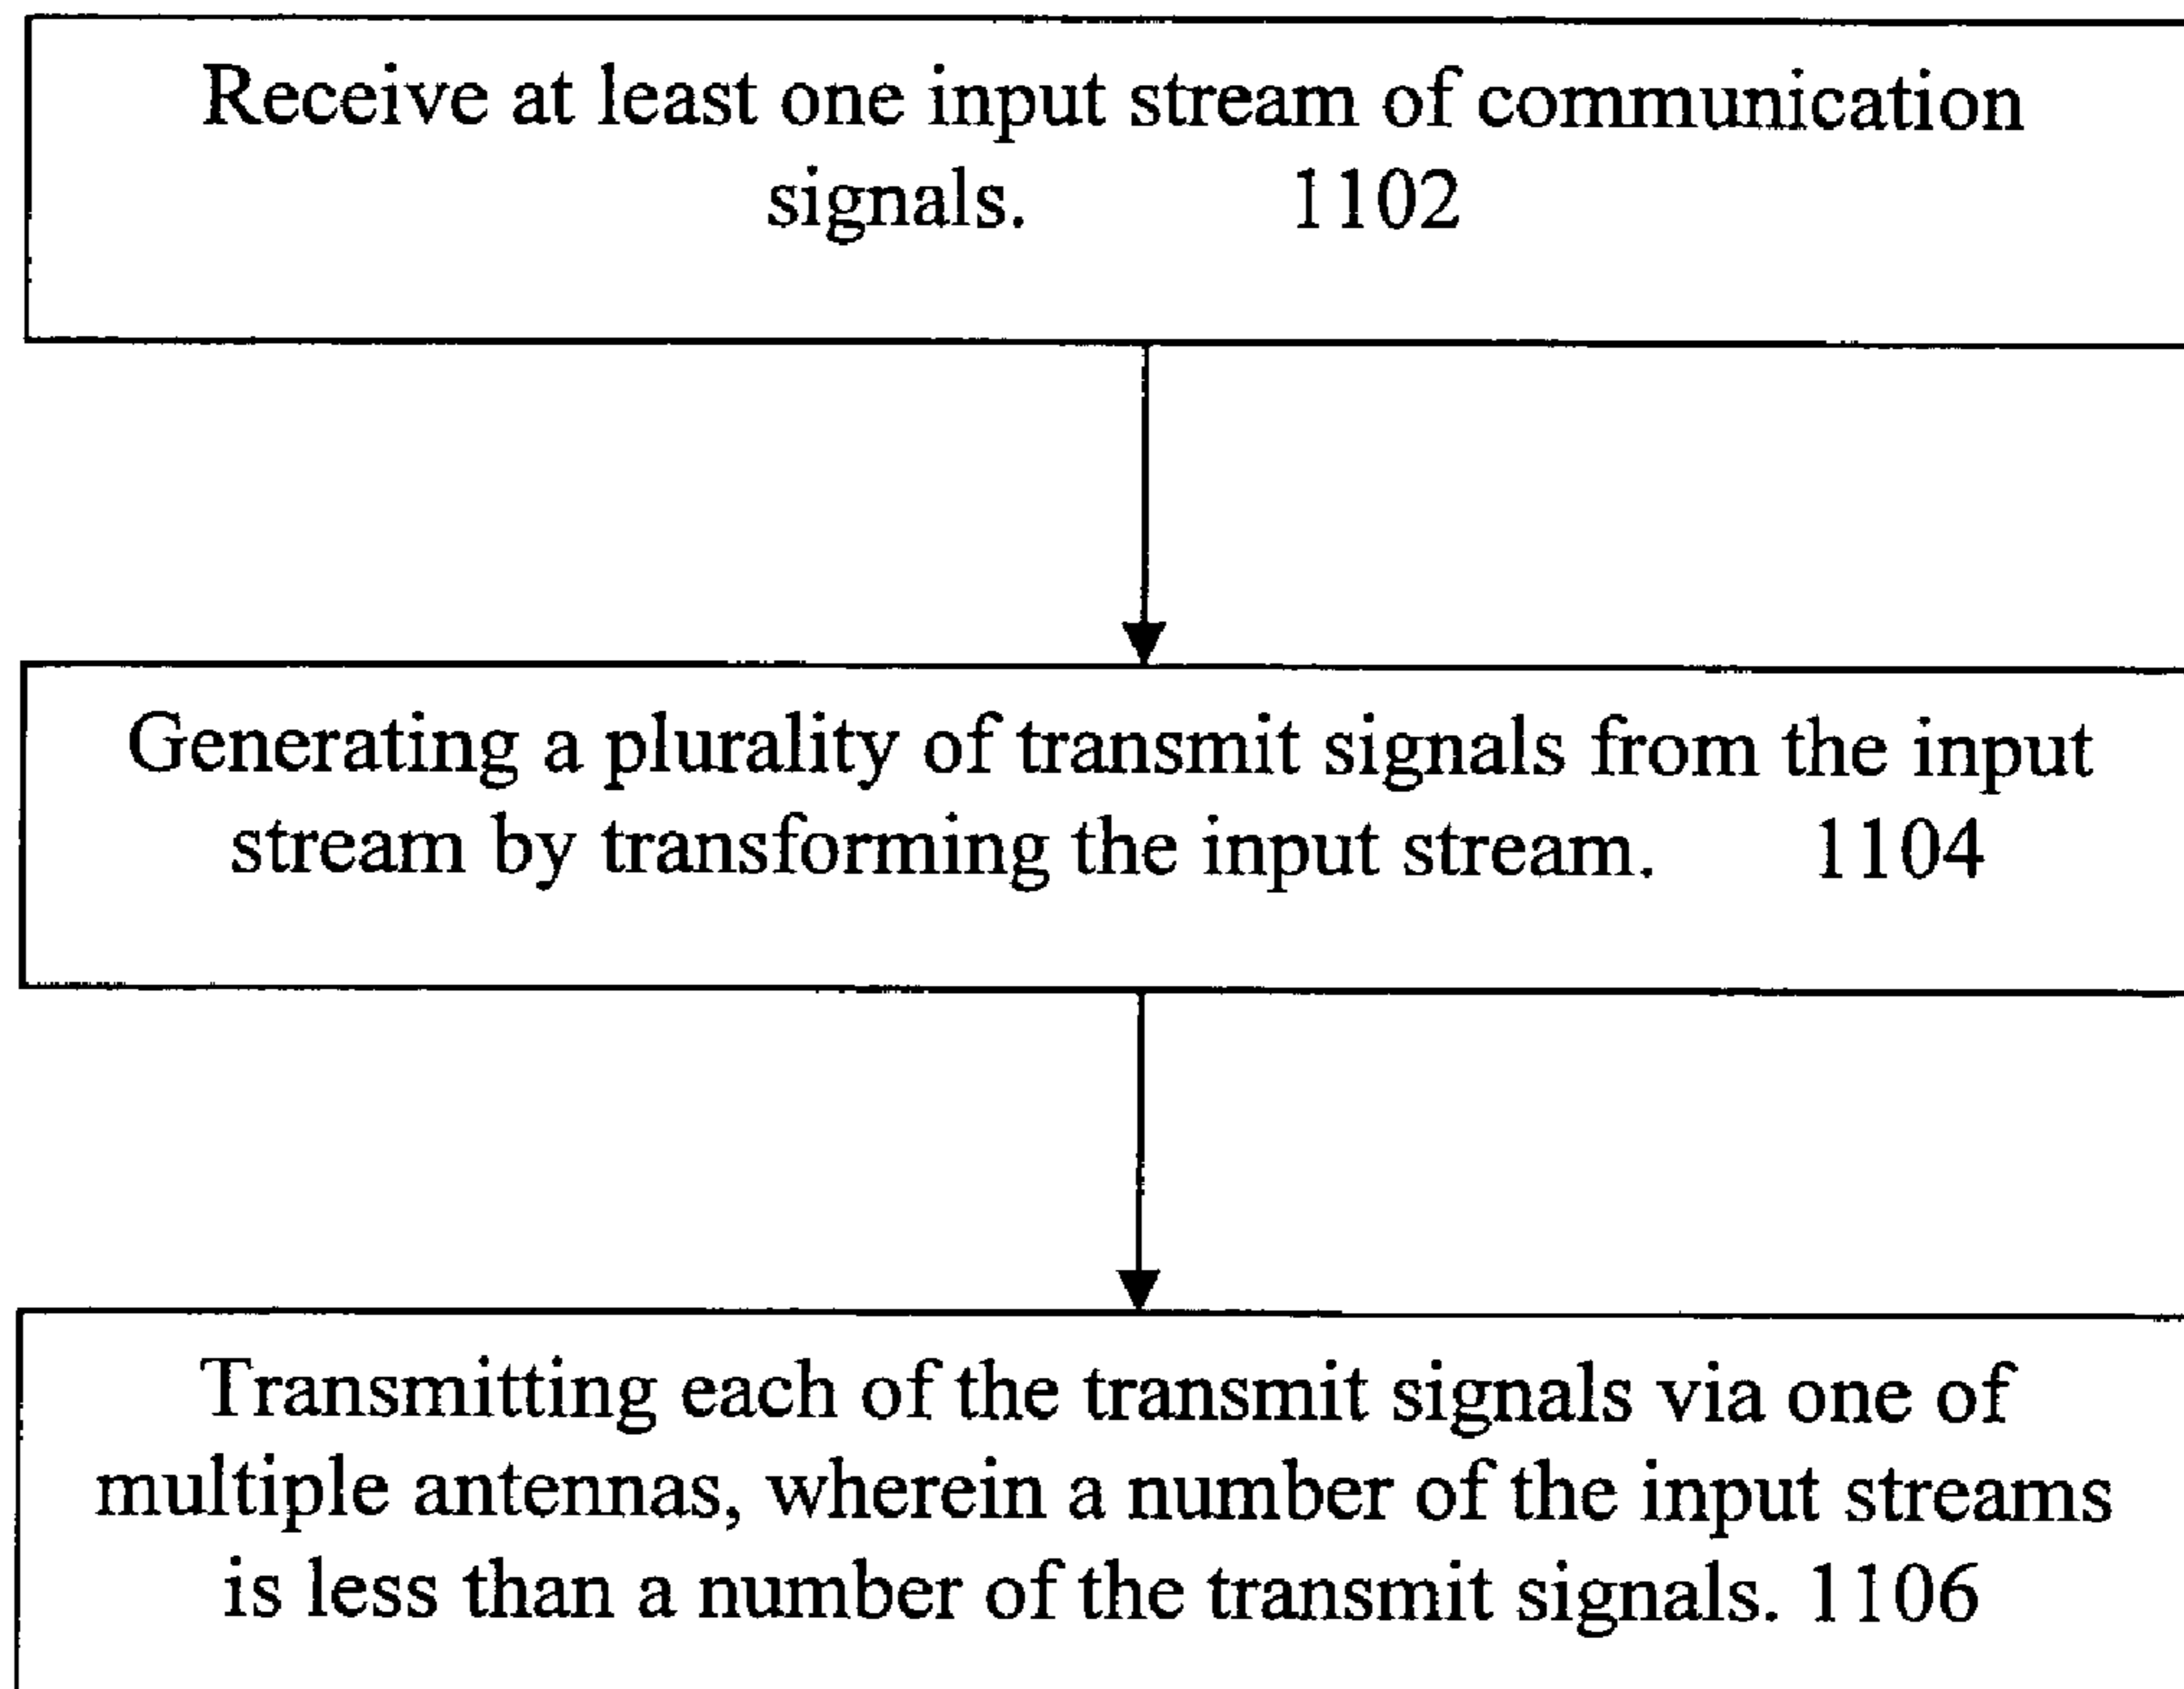 Receive at least one input stream of communication
signals. 1102
Generating a plurality of transmit signals from the input
stream by transforming the input stream. 1104
Transmitting each of the transmit signals via one of
multiple antennas, wherein a number of the input streams
is less than a number of the transmit signals. 1106